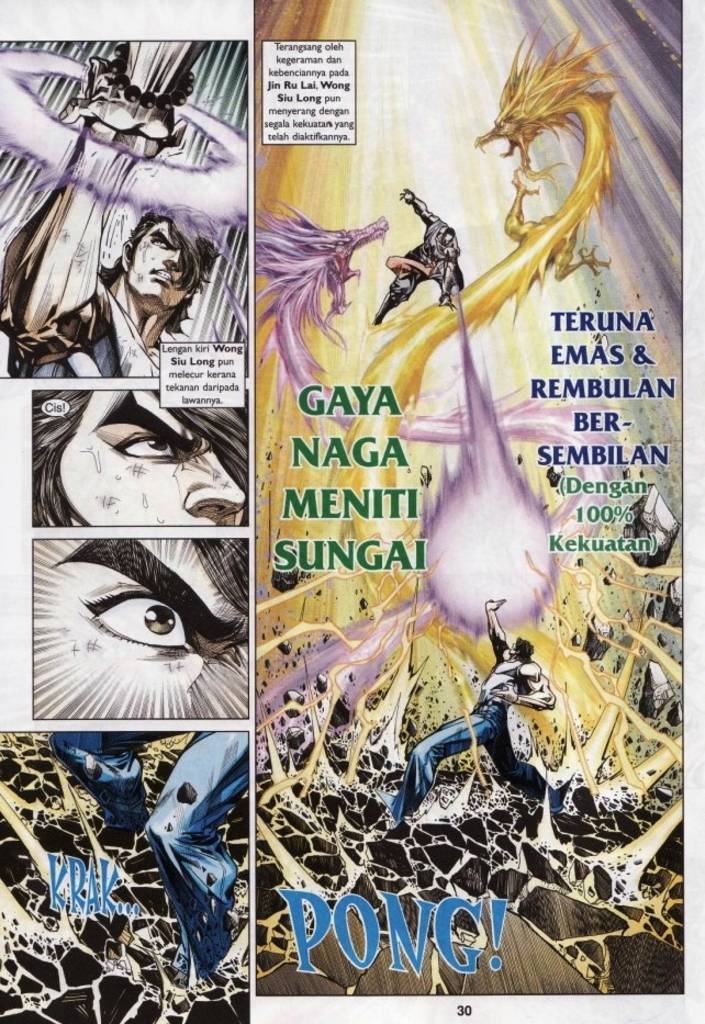 Lengan kiri Wong
Siu Long pun
melecur kerana
tekanan daripada
lawannya.
Cis!
KRAK...
Terangsang oleh
kegeraman dan
kebenciannya pada
Jin Ru Lai, Wong
Siu Long pun
menyerang dengan
segala kekuatan yang
telah diaktifkannya.
GAYA
NAGA
MENITI
SUNGAI
TERUNA
EMAS &
REMBULAN
BER-
SEMBILAN
(Dengan
100%
Kekuatan)
PONG!
30